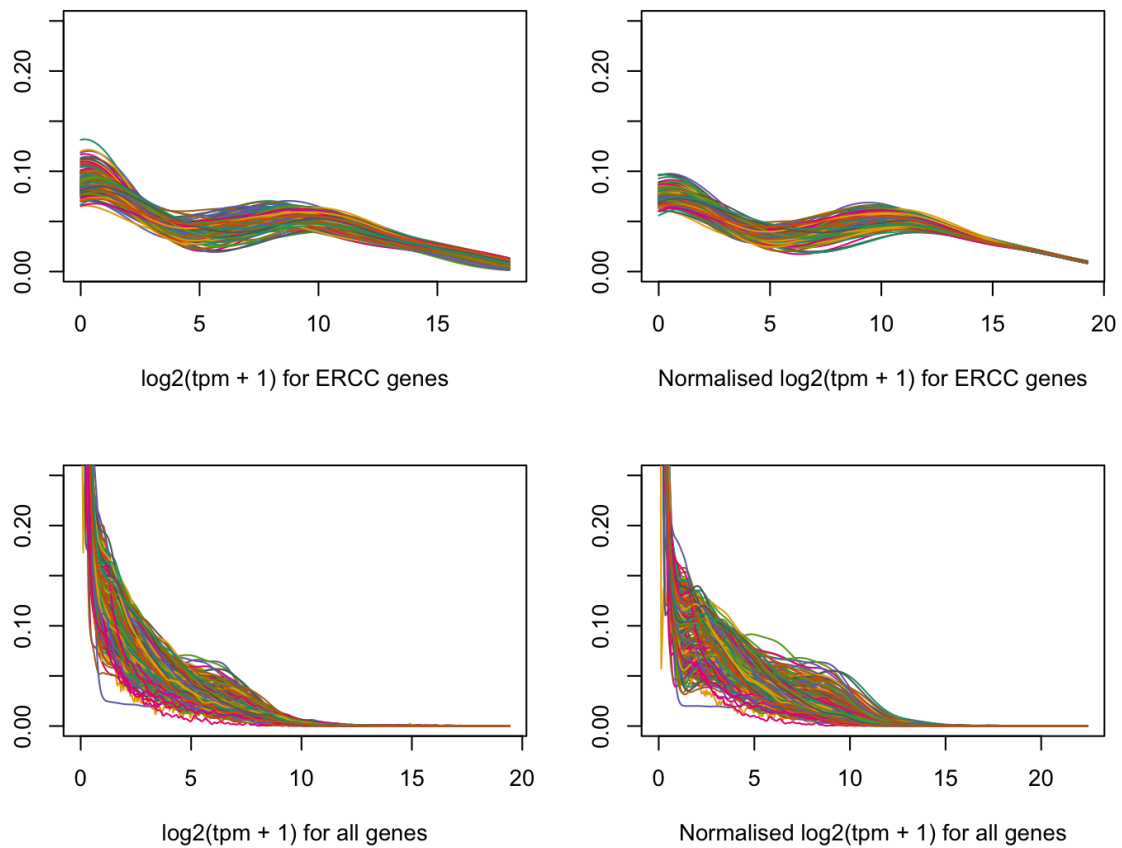 0.20
0.10
0.00
0 5 10 15
log2(tpm + 1) for ERCC genes
0.20
0.10
0.00
0 5 10 15 20
Normalised log2(tpm + 1) for ERCC genes
0.20
0.10
0.00
0 5 10 15 20
log2(tpm + 1) for all genes
0.20
0.10
0.00
0 5 10 15 20
Normalised log2(tpm + 1) for all genes